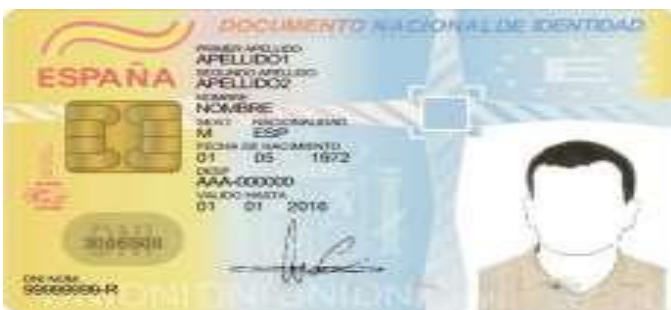 DOCUMENTO NACIONAL DE IDENTIDAD
ESPAÑA
PRIMER APELLIDO
APELLIDO1
SEGUNDO APELLIDO
APELLIDO2
NOMBRE
NOMBRE
SEXO NACIONALIDAD
M ESP
FECHA DE NACIMIENTO
01 05 1972
AAA-000000
VALIDO HASTA
01 01 2016
DNI
DNI NUM.
99999999-R